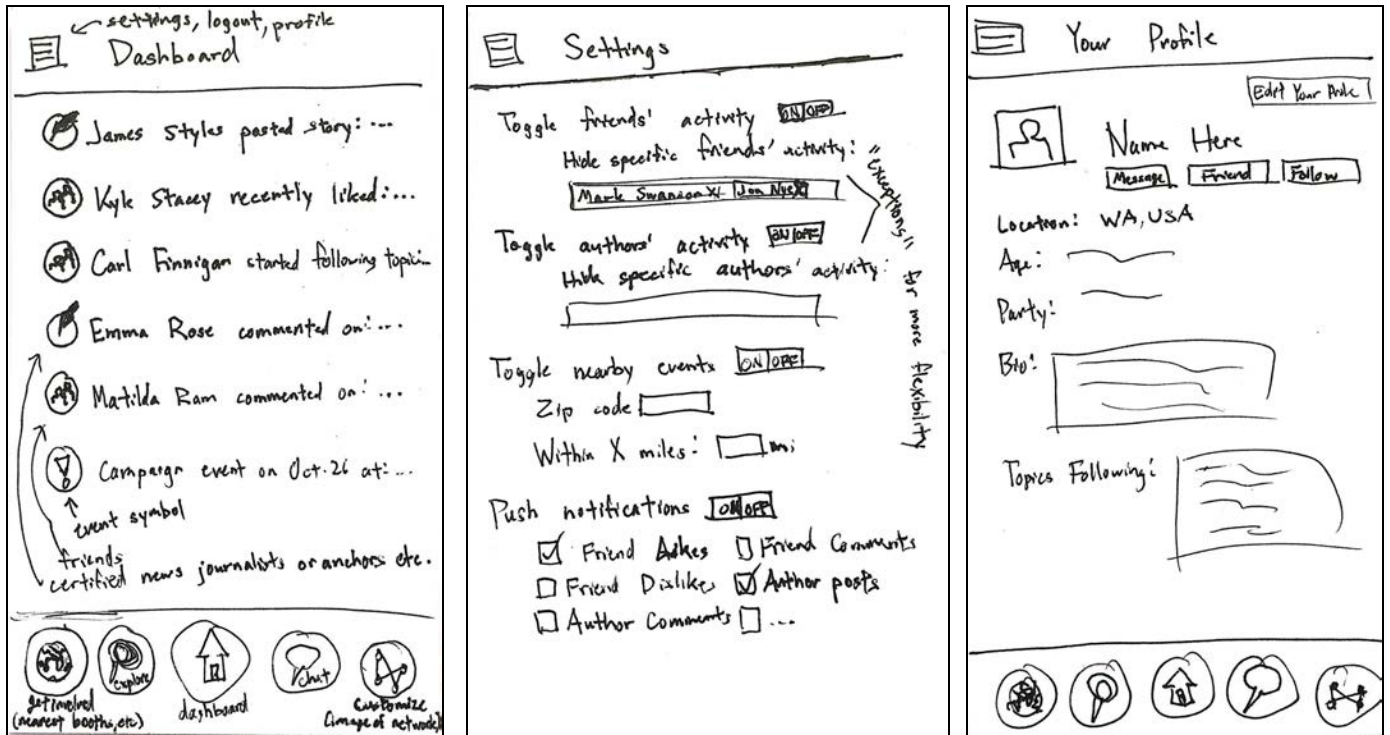 settings, logout, profile
Dashboard
James Styles posted story: ...
Kyle Stacey recently liked: ...
Carl Finnigan started following topic: ...
Emma Rose commented on: ...
Matilda Ram commented on: ...
Campaign event on Oct. 26 at: ...
event symbol
friends
certified news journalists or anchors etc.
get involved
(nearest booths, etc)
explore
dashboard
chat
customize
(image of network)
Settings
Toggle friends' activity ON OFF
Hide specific friends' activity:
Mark Swanson X Jon Nye X
Toggle authors' activity ON OFF
Hide specific authors' activity:
"exceptions" for more flexibility
Toggle nearby events ON OFF
Zip code
Within X miles: mi
Push notifications ON OFF
Friend Likes Friend Comments
Friend Dislikes Author posts
Author Comments ...
Your Profile
Edit Your
Name Here
Message Friend Follow
Location: WA, USA
Age:
Party:
Bio:
Topics Following: